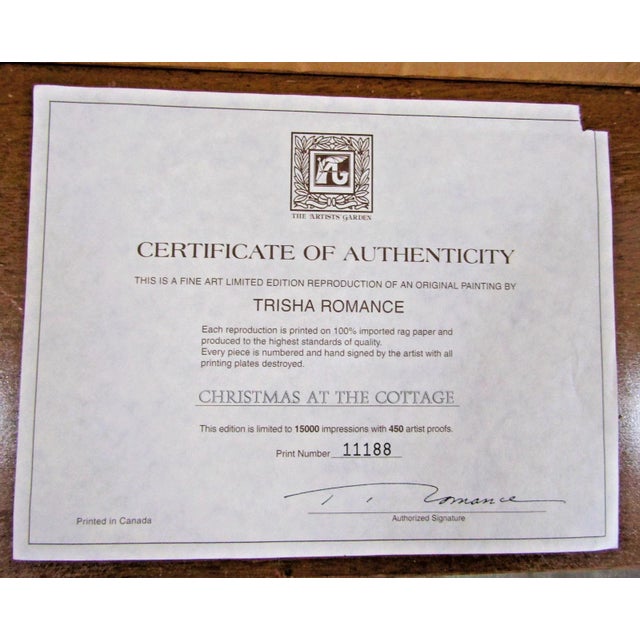 AG
THE ARTISTS' GARDEN
CERTIFICATE OF AUTHENTICITY
THIS IS A FINE ART LIMITED EDITION REPRODUCTION OF AN ORIGINAL PAINTING BY
TRISHA ROMANCE
Each reproduction is printed on 100% imported rag paper and
produced to the highest standards of quality.
Every piece is numbered and hand signed by the artist with all
printing plates destroyed.
CHRISTMAS AT THE COTTAGE
This edition is limited to 15000 impressions with 450 artist proofs.
Print Number 11188
T. Romance
Authorized Signature
Printed in Canada